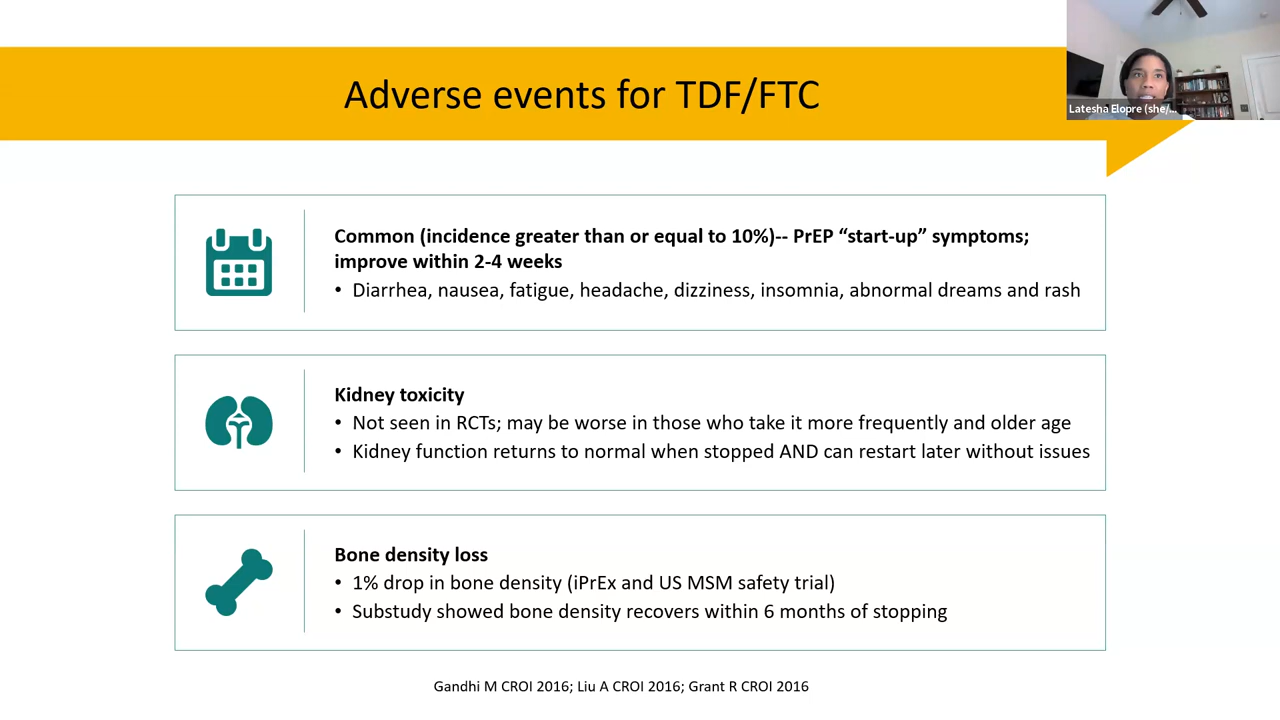 Adverse events for TDF/FTC
Latesha Elopre (she/...
Common (incidence greater than or equal to 10%)-- PrEP “start-up” symptoms;
improve within 2-4 weeks
• Diarrhea, nausea, fatigue, headache, dizziness, insomnia, abnormal dreams and rash
Kidney toxicity
• Not seen in RCTs; may be worse in those who take it more frequently and older age
• Kidney function returns to normal when stopped AND can restart later without issues
Bone density loss
• 1% drop in bone density (iPrEx and US MSM safety trial)
• Substudy showed bone density recovers within 6 months of stopping
Gandhi M CROI 2016; Liu A CROI 2016; Grant R CROI 2016